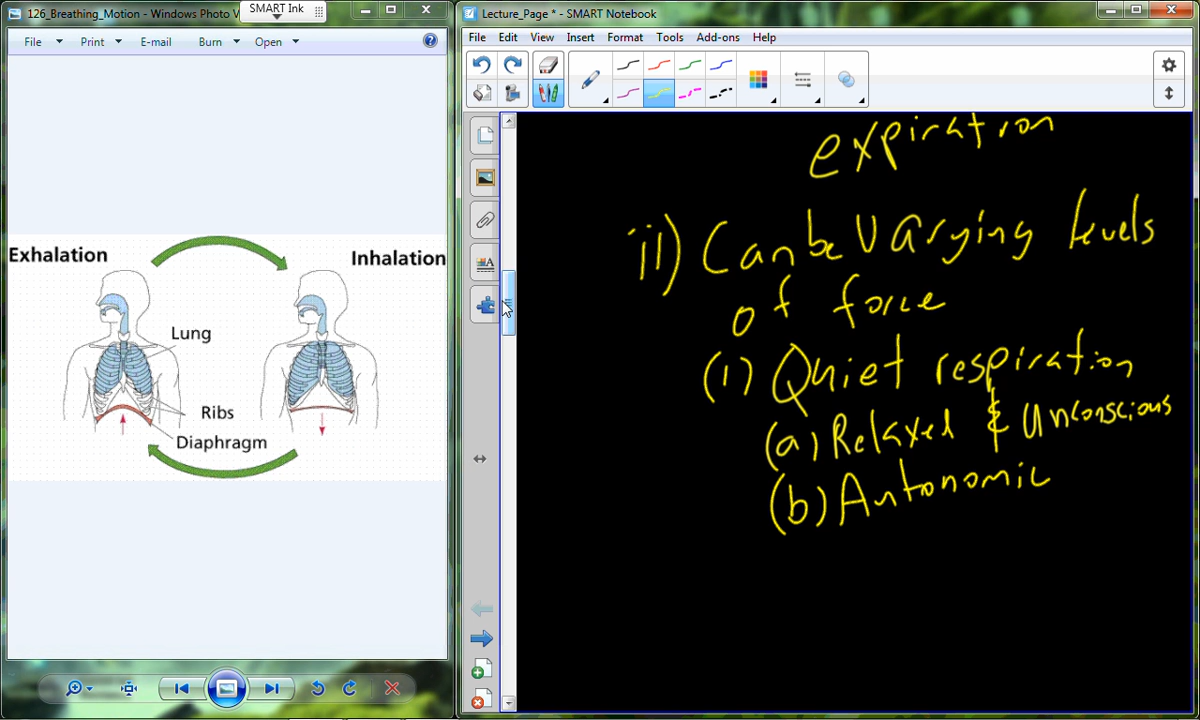 126_Breathing_Motion - Windows Photo V
SMART Ink
File Print E-mail Burn Open
Exhalation
Inhalation
Lung
Ribs
Diaphragm
Lecture_Page * - SMART Notebook
File Edit View Insert Format Tools Add-ons Help
expiration
ii) Can be Varying levels
of force
(1) Quiet respiration
(a) Relaxed & Unconscious
(b) Autonomic